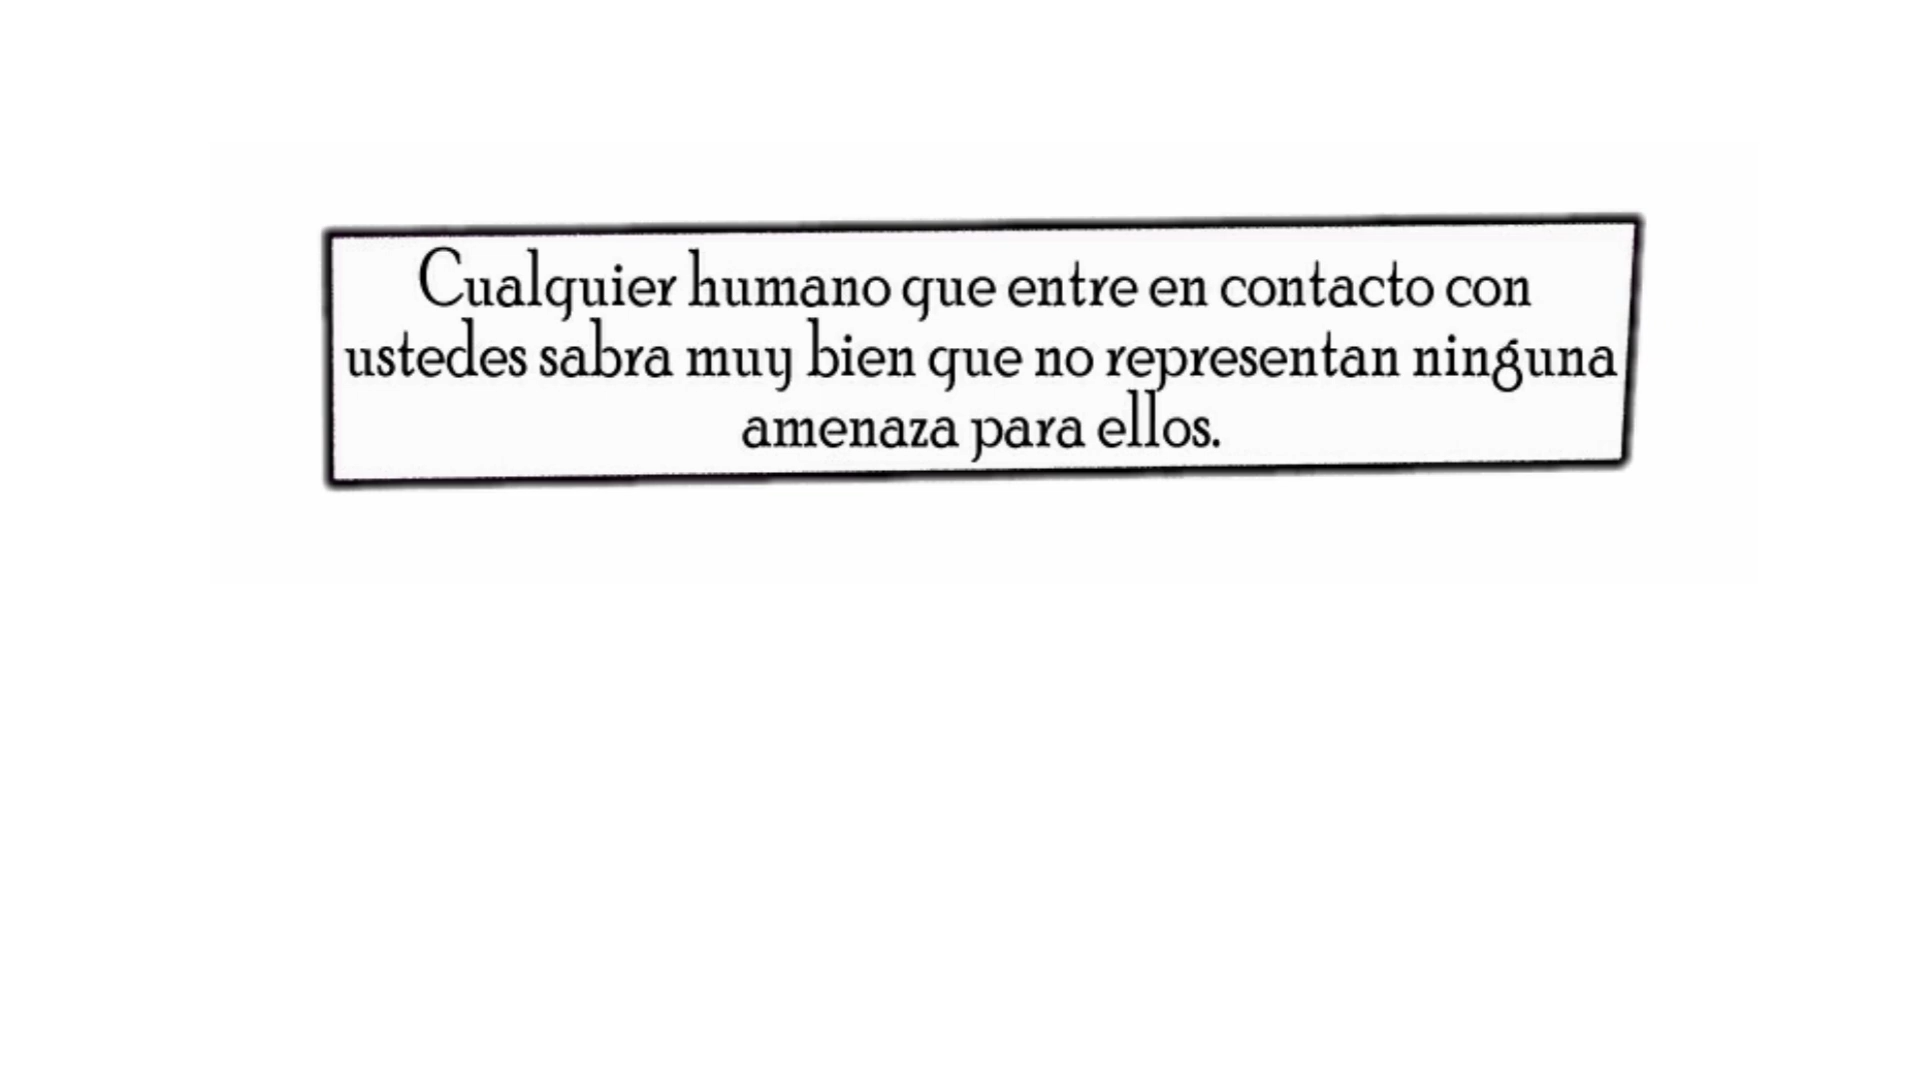 Cualquier humano que entre en contacto con
ustedes sabra muy bien que no representan ninguna
amenaza para ellos.